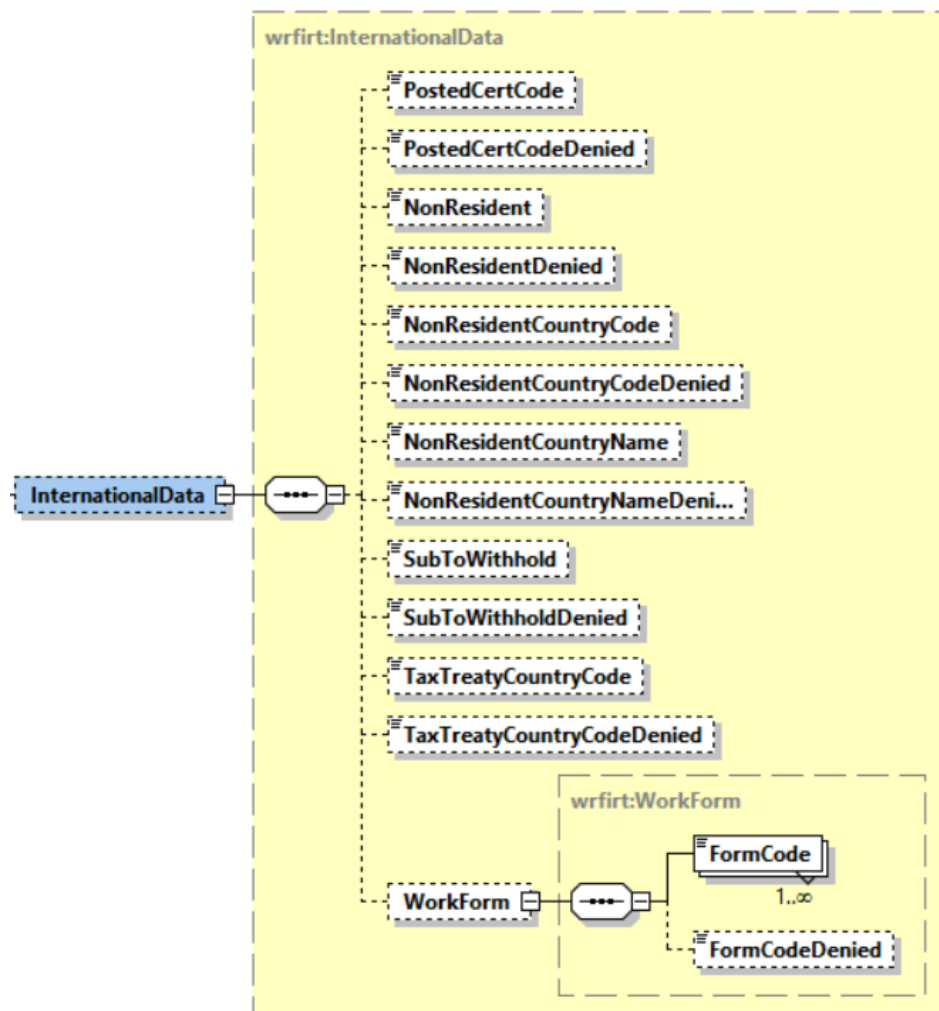 wrfirt:InternationalData
PostedCertCode
PostedCertCodeDenied
NonResident
NonResidentDenied
NonResidentCountryCode
NonResidentCountryCodeDenied
NonResidentCountryName
InternationalData
NonResidentCountryNameDeni...
SubToWithhold
SubToWithholdDenied
TaxTreatyCountryCode
TaxTreatyCountryCodeDenied
wrfirt:WorkForm
FormCode
1..∞
WorkForm
FormCodeDenied